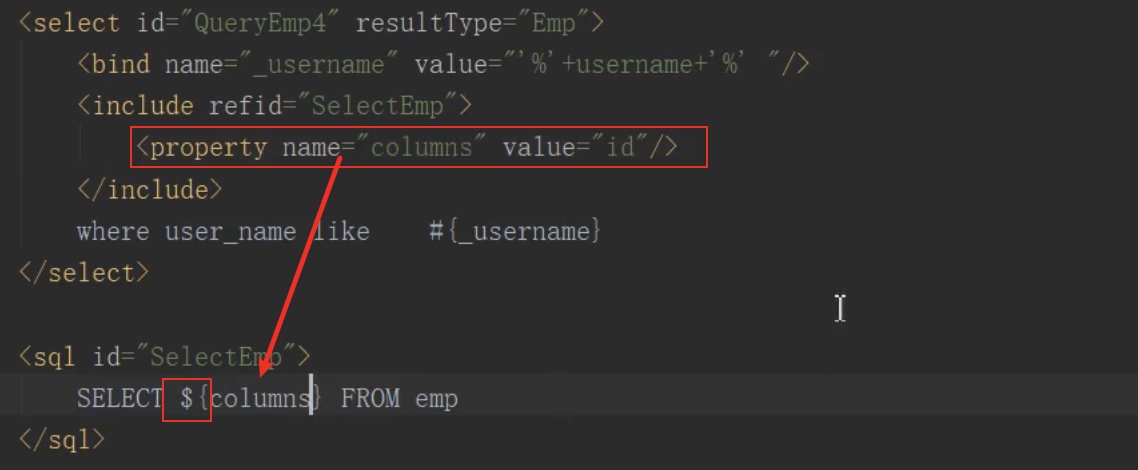 <select id="QueryEmp4" resultType="Emp">
<bind name="_username" value="'%'+username+'%' "/>
<include refid="SelectEmp">
<property name="columns" value="id"/>
</include>
where user_name like    #{_username}
</select>
<sql id="SelectEmp">
SELECT ${columns} FROM emp
</sql>